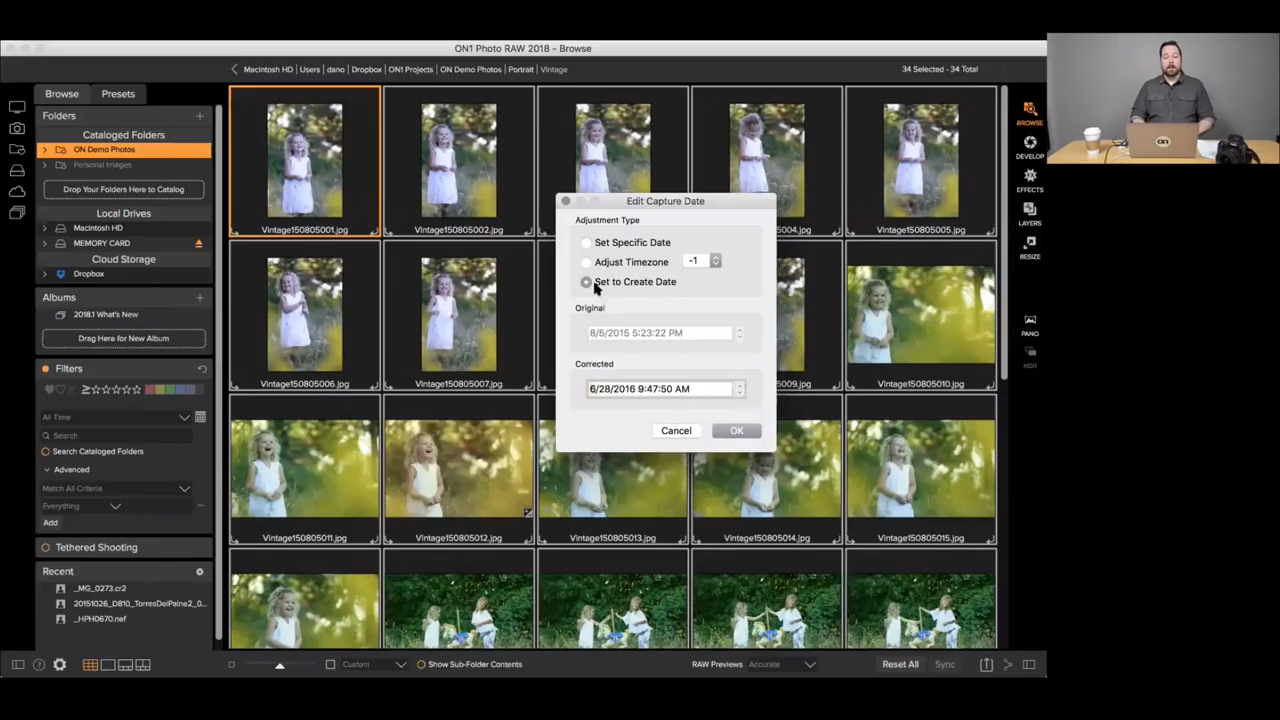 ON1 Photo RAW 2018 - Browse
Macintosh HD Users dano Dropbox ON1 Projects ON Demo Photos Portrait Vintage
34 Selected - 34 Total
Browse Presets
Folders
Cataloged Folders
ON Demo Photos
Personal Images
Drop Your Folders Here to Catalog
Local Drives
Macintosh HD
MEMORY CARD
Cloud Storage
Dropbox
Albums
2018.1 What's New
Drag Here for New Album
Filters
All Time
Search
Search Cataloged Folders
Advanced
Match All Criteria
Everything
Add
Tethered Shooting
Recent
_MG_0273.cr2
20151026_D810_TorresDelPaine2_0...
_HPH0670.nef
Vintage150805001.jpg
Vintage150805002.jpg
004.jpg
Vintage150805005.jpg
Vintage150805006.jpg
Vintage150805007.jpg
009.jpg
Vintage150805010.jpg
Vintage150805011.jpg
Vintage150805012.jpg
Vintage150805013.jpg
Vintage150805014.jpg
Vintage150805015.jpg
Edit Capture Date
Adjustment Type
Set Specific Date
Adjust Timezone -1
Set to Create Date
Original
8/5/2015 5:23:22 PM
Corrected
6/28/2016 9:47:50 AM
Cancel OK
BROWSE
DEVELOP
EFFECTS
LAYERS
RESIZE
PANO
HDR
Custom
Show Sub-Folder Contents
RAW Previews Accurate
Reset All Sync
ON